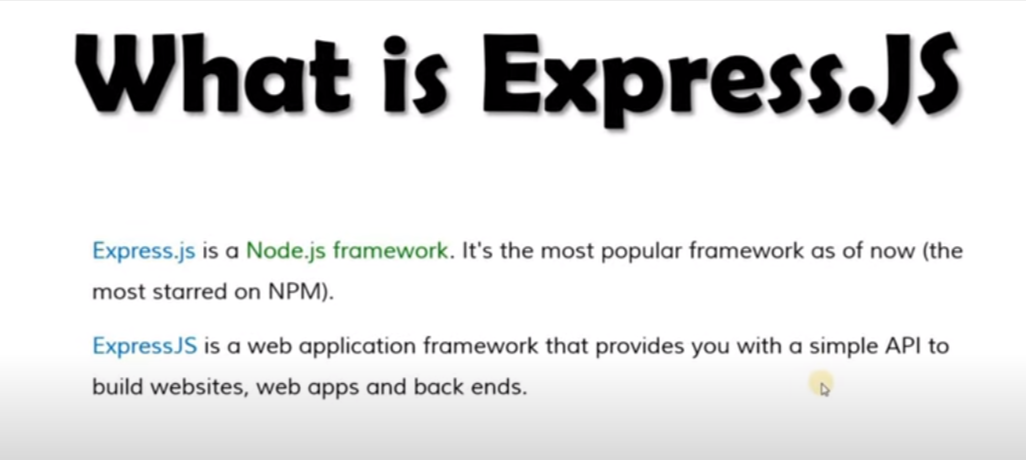 What is Express.JS
Express.js is a Node.js framework. It's the most popular framework as of now (the
most starred on NPM).
ExpressJS is a web application framework that provides you with a simple API to
build websites, web apps and back ends.